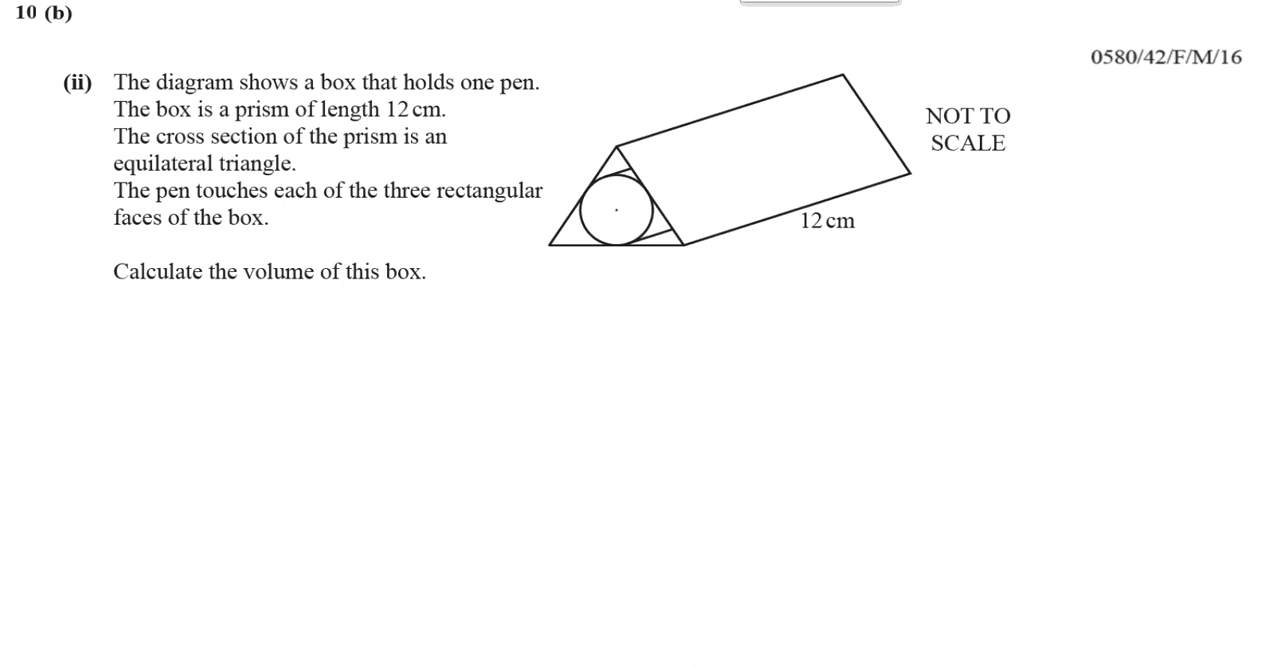 10 (b)
0580/42/F/M/16
(ii) The diagram shows a box that holds one pen.
The box is a prism of length 12 cm.
The cross section of the prism is an
equilateral triangle.
The pen touches each of the three rectangular
faces of the box.
Calculate the volume of this box.
NOT TO
SCALE
12 cm